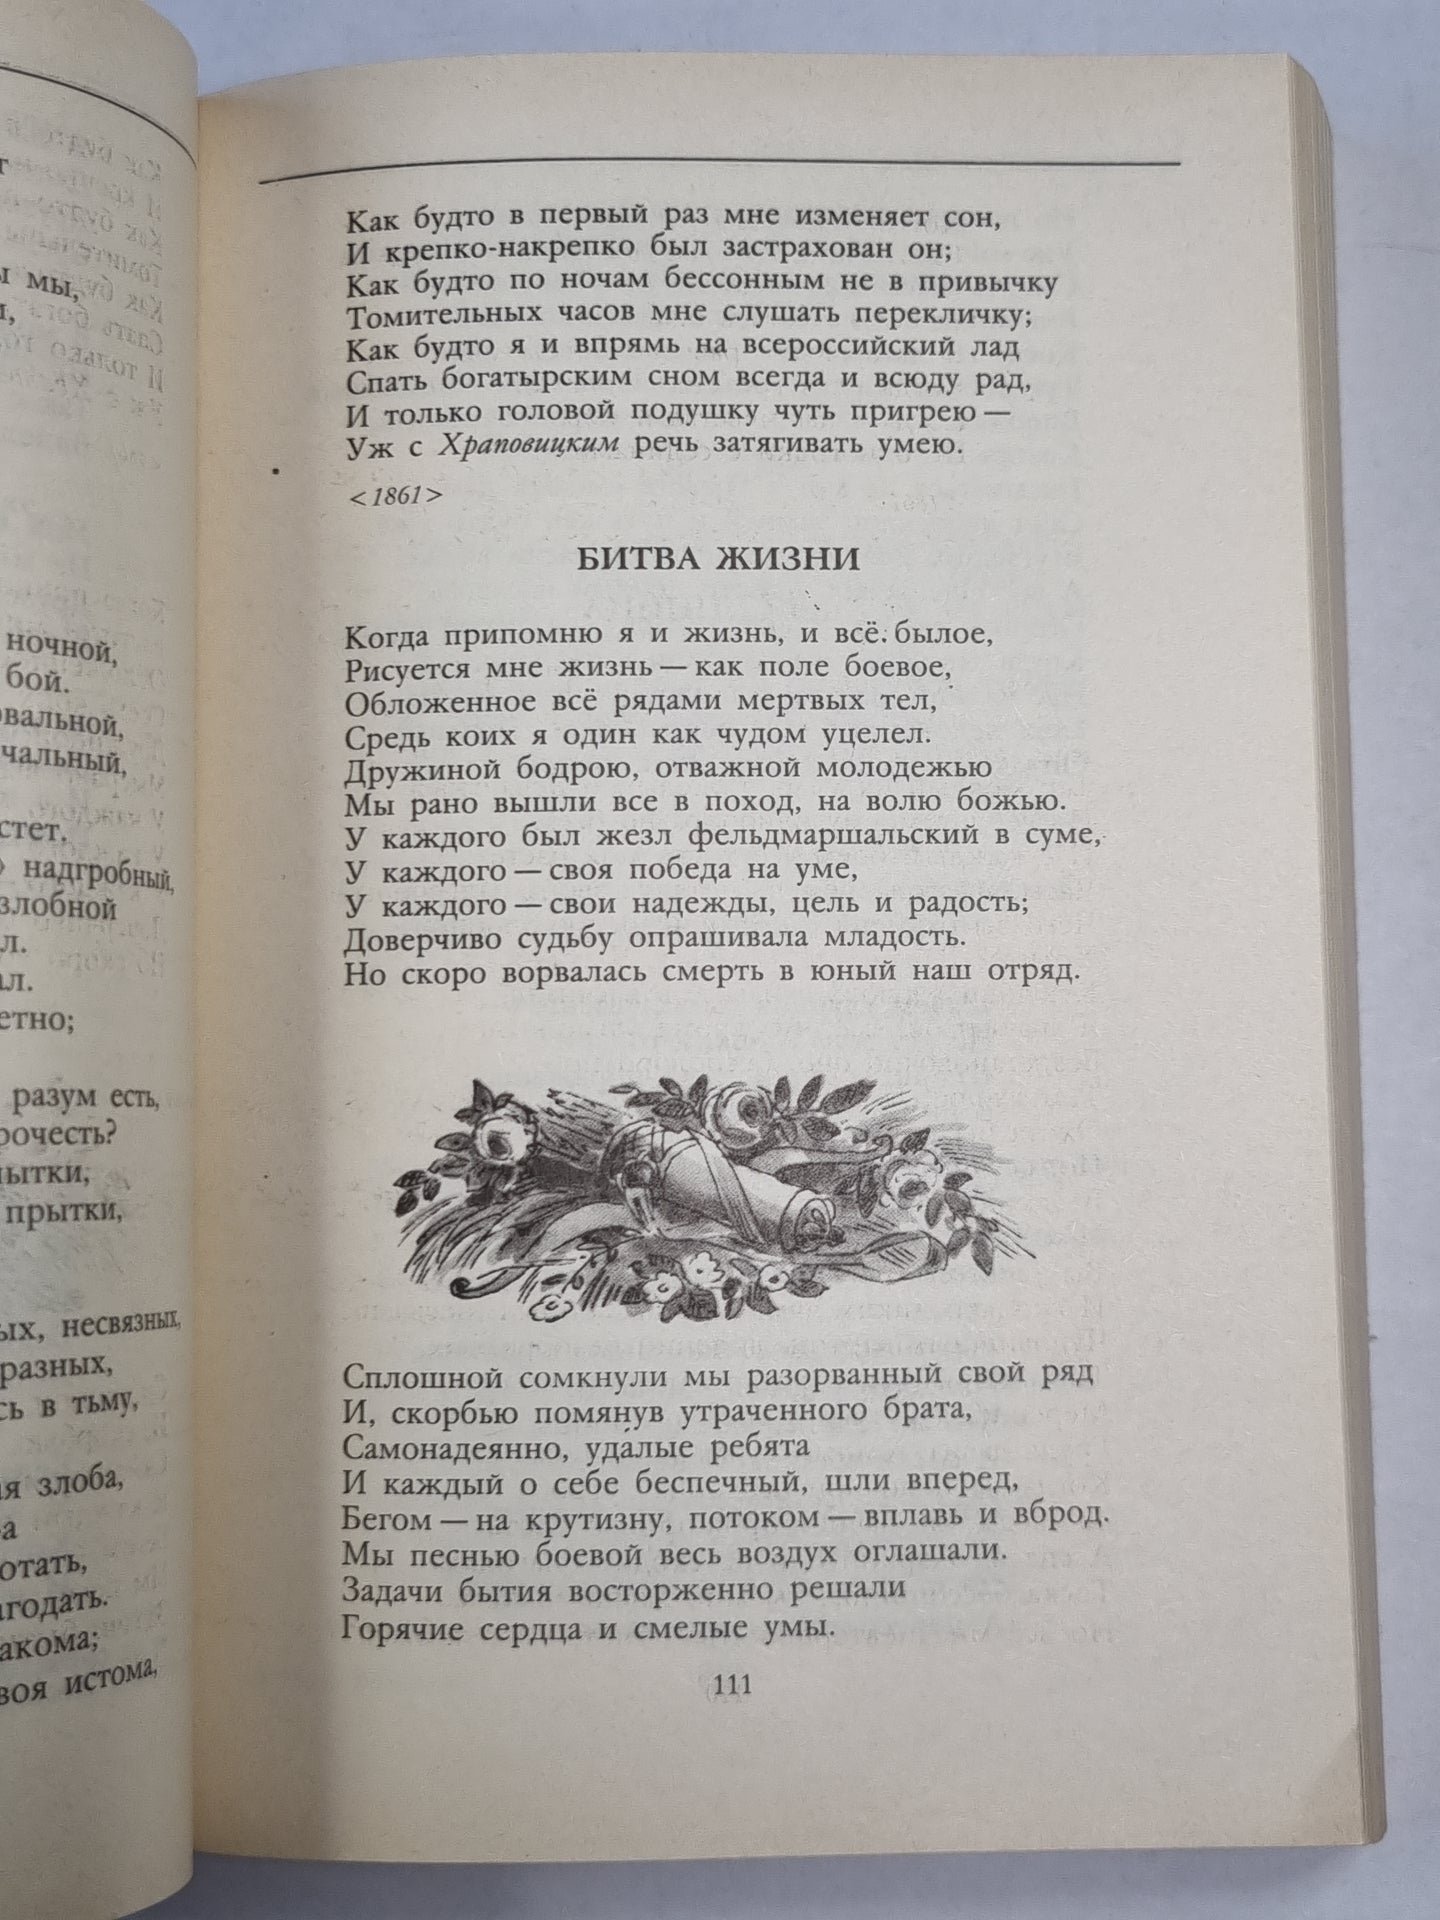 т
ы мы,
ночной,
бой.
чальный,
стет.
надгробный,
злобной
разум есть,
прытки,
несвязных,
разных,
в тьму,
злоба,
истома,
Как будто в первый раз мне изменяет сон,
И крепко-накрепко был застрахован он;
Как будто по ночам бессонным не в привычку
Томительных часов мне слушать перекличку;
Как будто я и впрямь на всероссийский лад
Спать богатырским сном всегда и всюду рад,
И только головой подушку чуть пригрею —
Уж с Храповицким речь затягивать умею.
<1861>
БИТВА ЖИЗНИ
Когда припомню я и жизнь, и всё былое,
Рисуется мне жизнь — как поле боевое,
Обложенное всё рядами мертвых тел,
Средь коих я один как чудом уцелел.
Дружиной бодрою, отважной молодежью
Мы рано вышли все в поход, на волю божью.
У каждого был жезл фельдмаршальский в суме,
У каждого — своя победа на уме,
У каждого — свои надежды, цель и радость;
Доверчиво судьбу опрашивала младость.
Но скоро ворвалась смерть в юный наш отряд.
Сплошной сомкнули мы разорванный свой ряд
И, скорбью помянув утраченного брата,
Самонадеянно, уда́лые ребята
И каждый о себе беспечный, шли вперед,
Бегом — на крутизну, потоком — вплавь и вброд.
Мы песнью боевой весь воздух оглашали.
Задачи бытия восторженно решали
Горячие сердца и смелые умы.
111